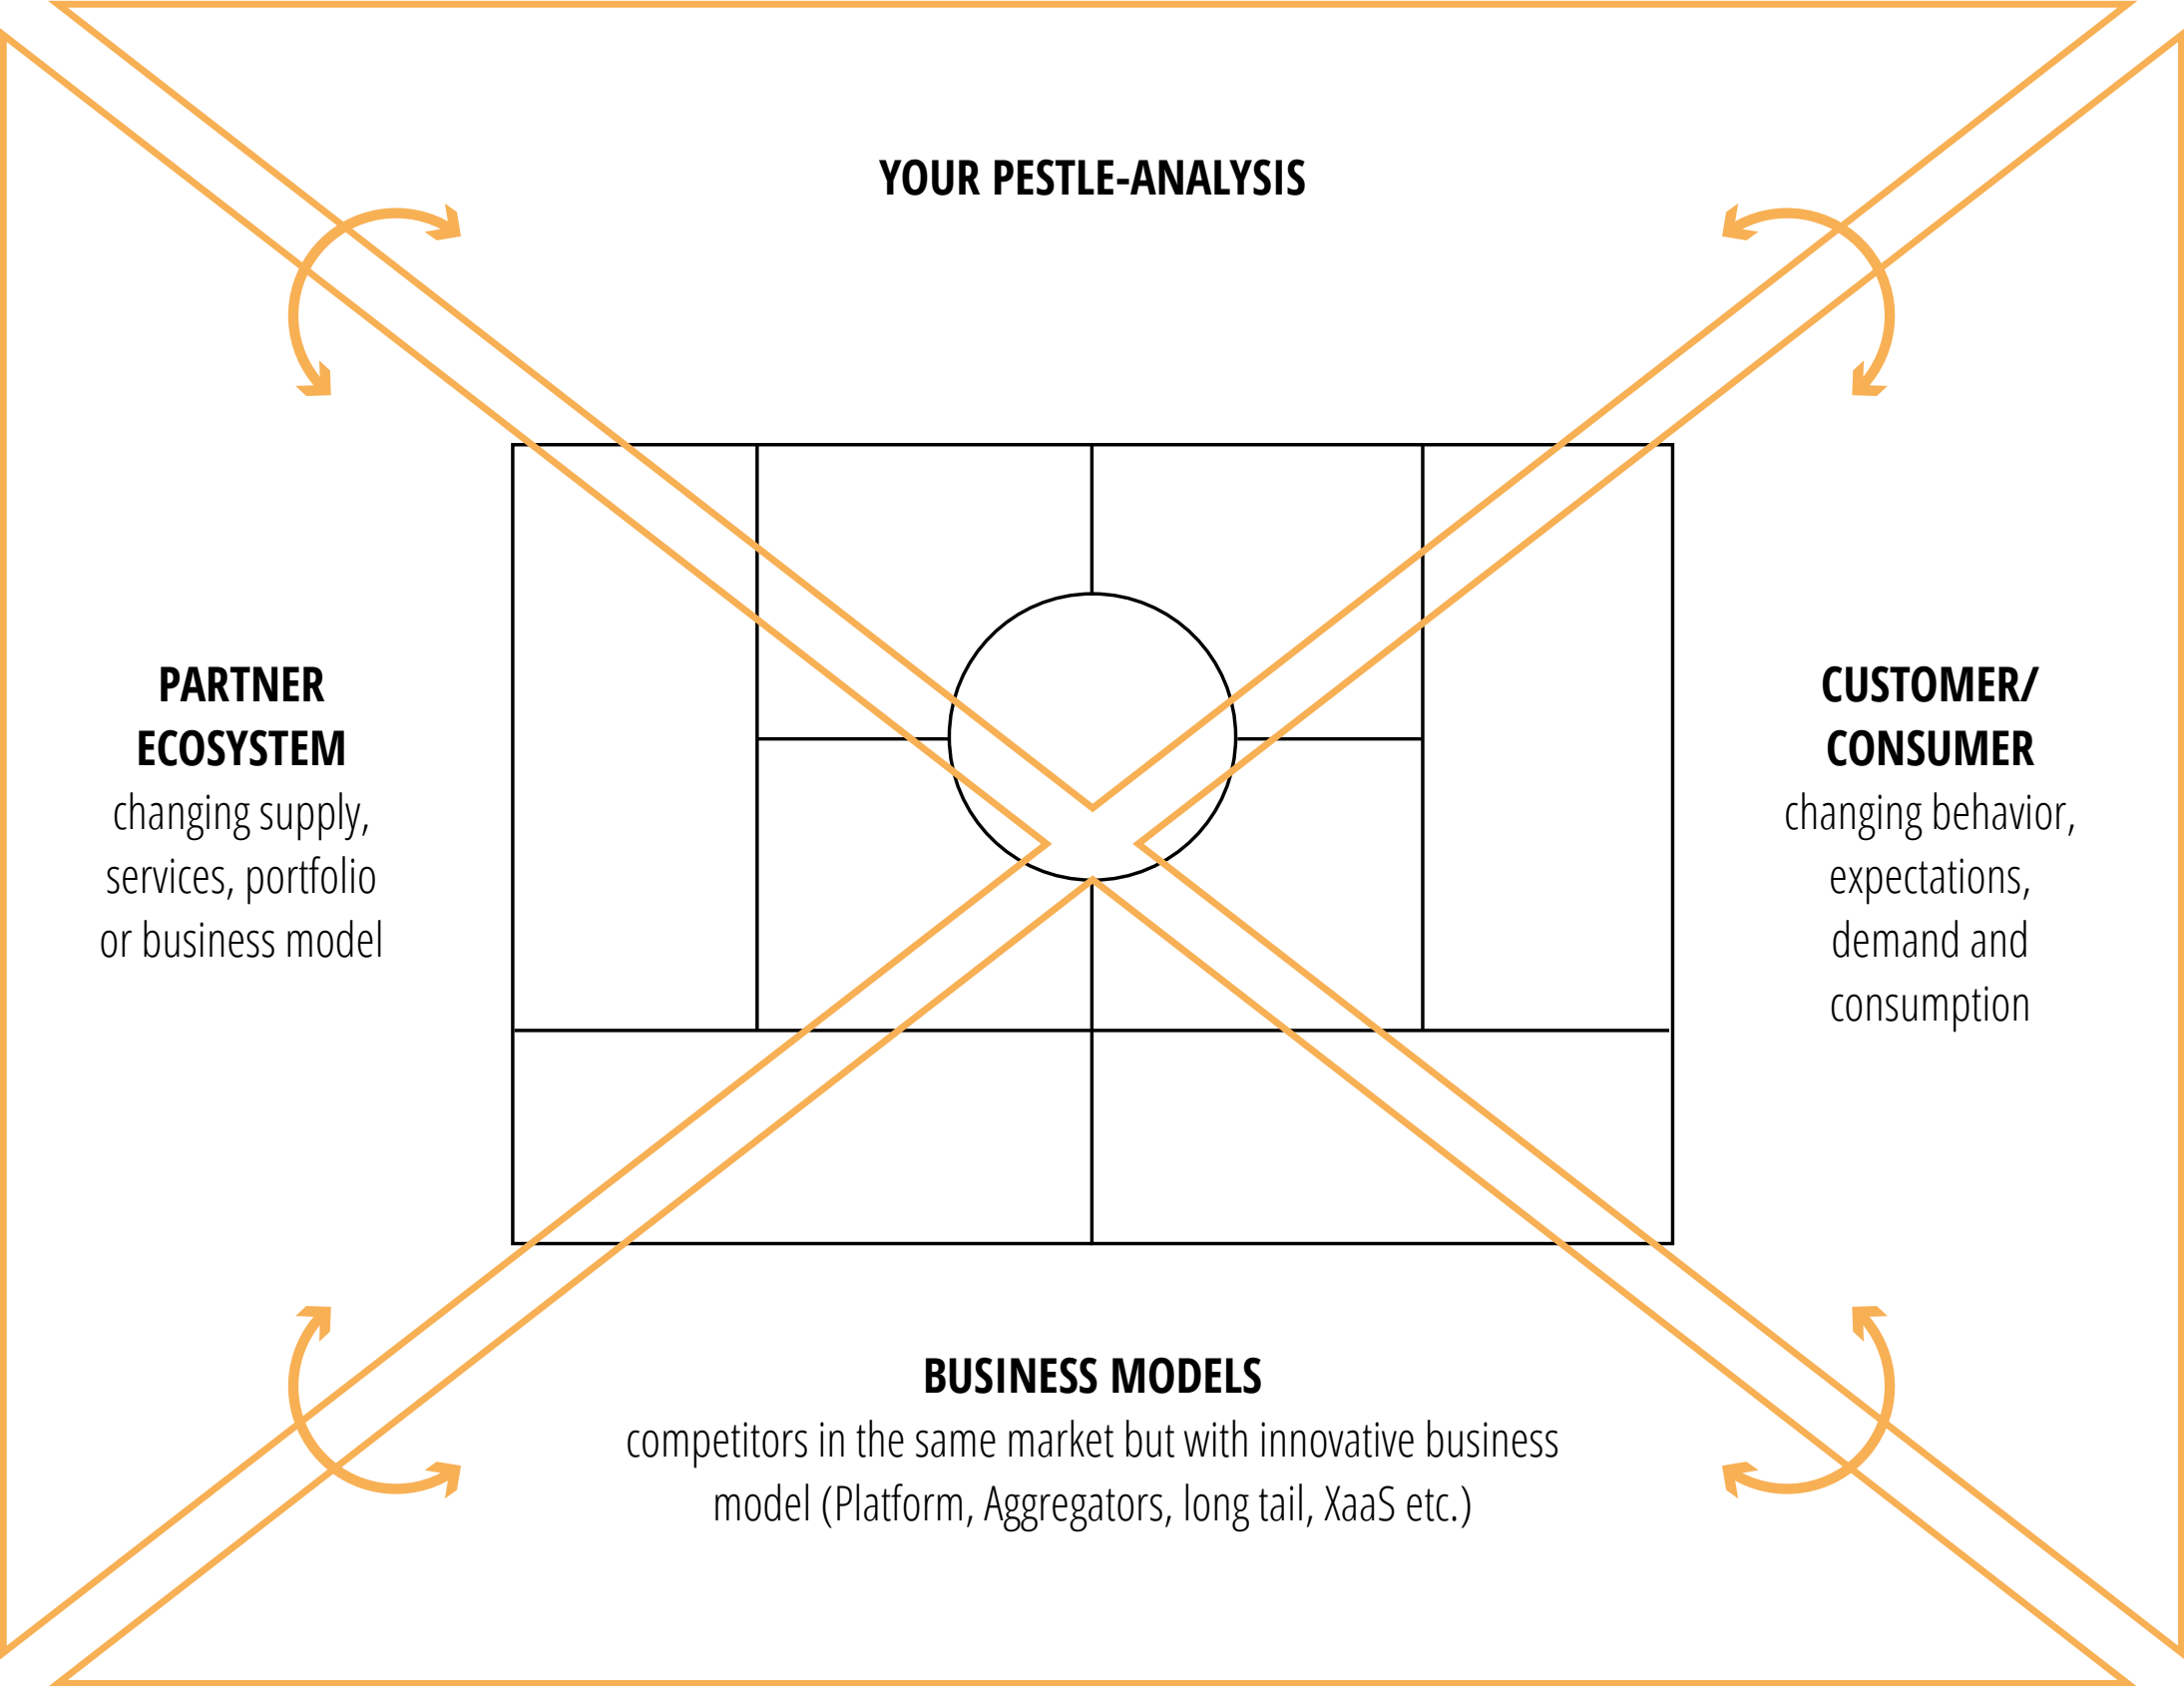 YOUR PESTLE-ANALYSIS
PARTNER
ECOSYSTEM
changing supply,
services, portfolio
or business model
CUSTOMER/
CONSUMER
changing behavior,
expectations,
demand and
consumption
BUSINESS MODELS
competitors in the same market but with innovative business
model (Platform, Aggregators, long tail, XaaS etc.)